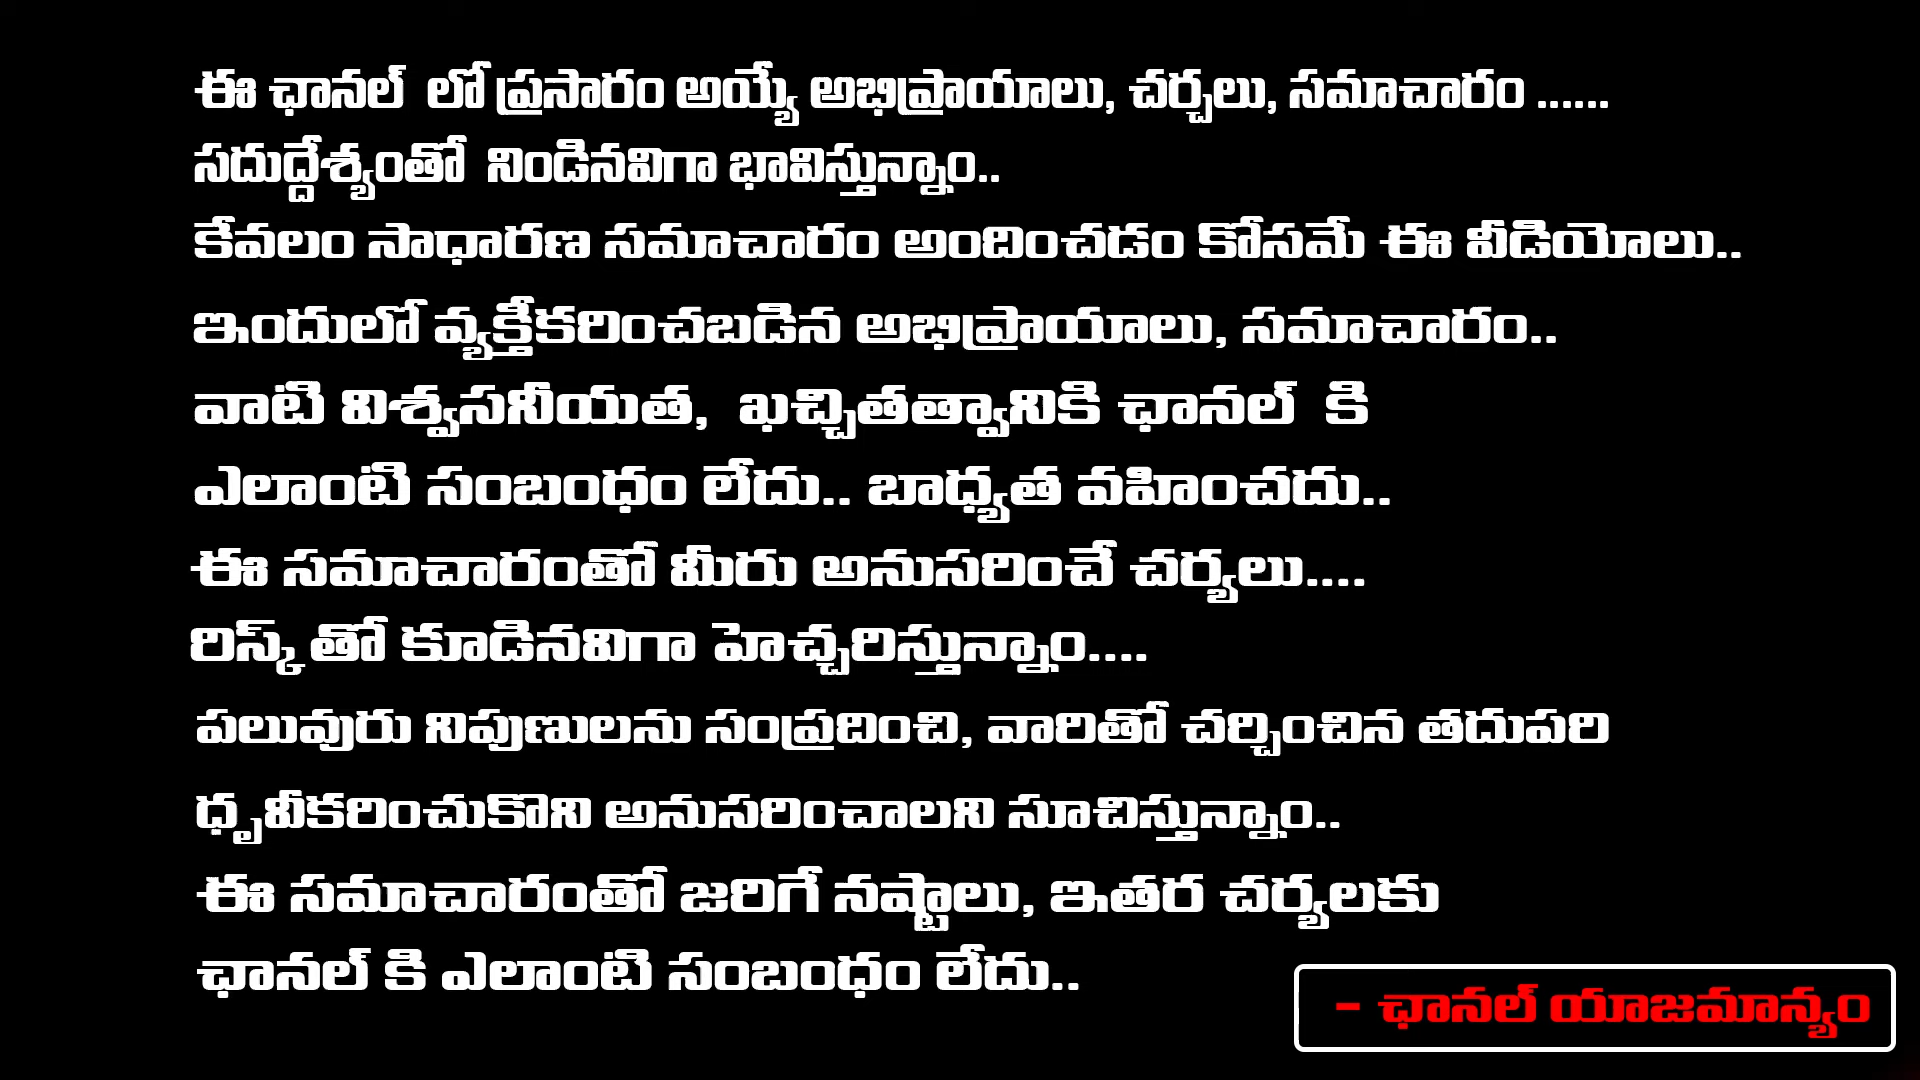 ఈ ఛానల్ లో ప్రసారం అయ్యే అభిప్రాయాలు, చర్చలు, సమాచారం ......
సదుద్దేశ్యంతో నిండినవిగా భావిస్తున్నాం..
కేవలం సాధారణ సమాచారం అందించడం కోసమే ఈ వీడియోలు..
ఇందులో వ్యక్తీకరించబడిన అభిప్రాయాలు, సమాచారం..
వాటి విశ్వసనీయత, ఖచ్చితత్వానికి ఛానల్ కి
ఎలాంటి సంబంధం లేదు.. బాధ్యత వహించదు..
ఈ సమాచారంతో మీరు అనుసరించే చర్యలు....
రిస్క్ తో కూడినవిగా హెచ్చరిస్తున్నాం....
పలువురు నిపుణులను సంప్రదించి, వారితో చర్చించిన తదుపరి
ధృవీకరించుకొని అనుసరించాలని సూచిస్తున్నాం..
ఈ సమాచారంతో జరిగే నష్టాలు, ఇతర చర్యలకు
ఛానల్ కి ఎలాంటి సంబంధం లేదు..
- ఛానల్ యాజమాన్యం